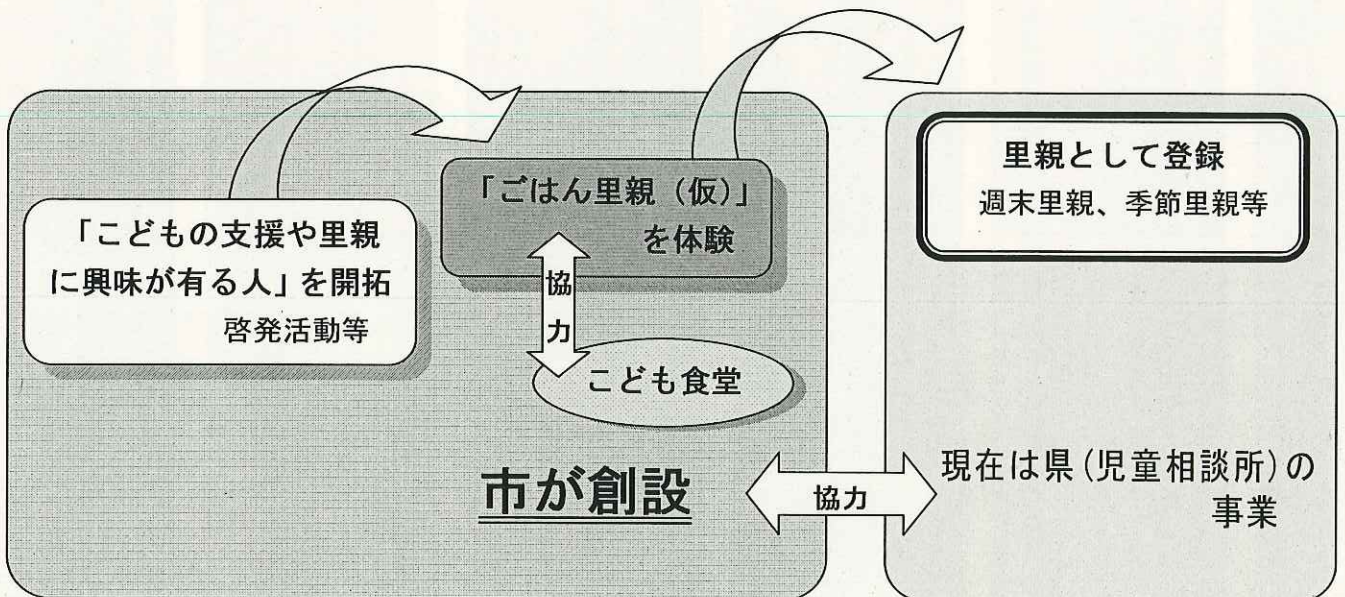 「こどもの支援や里親
に興味が有る人」を開拓
啓発活動等
「ごはん里親（仮）」
を体験
協
力
こども食堂
市が創設
協力
里親として登録
週末里親、季節里親等
現在は県（児童相談所）の
事業